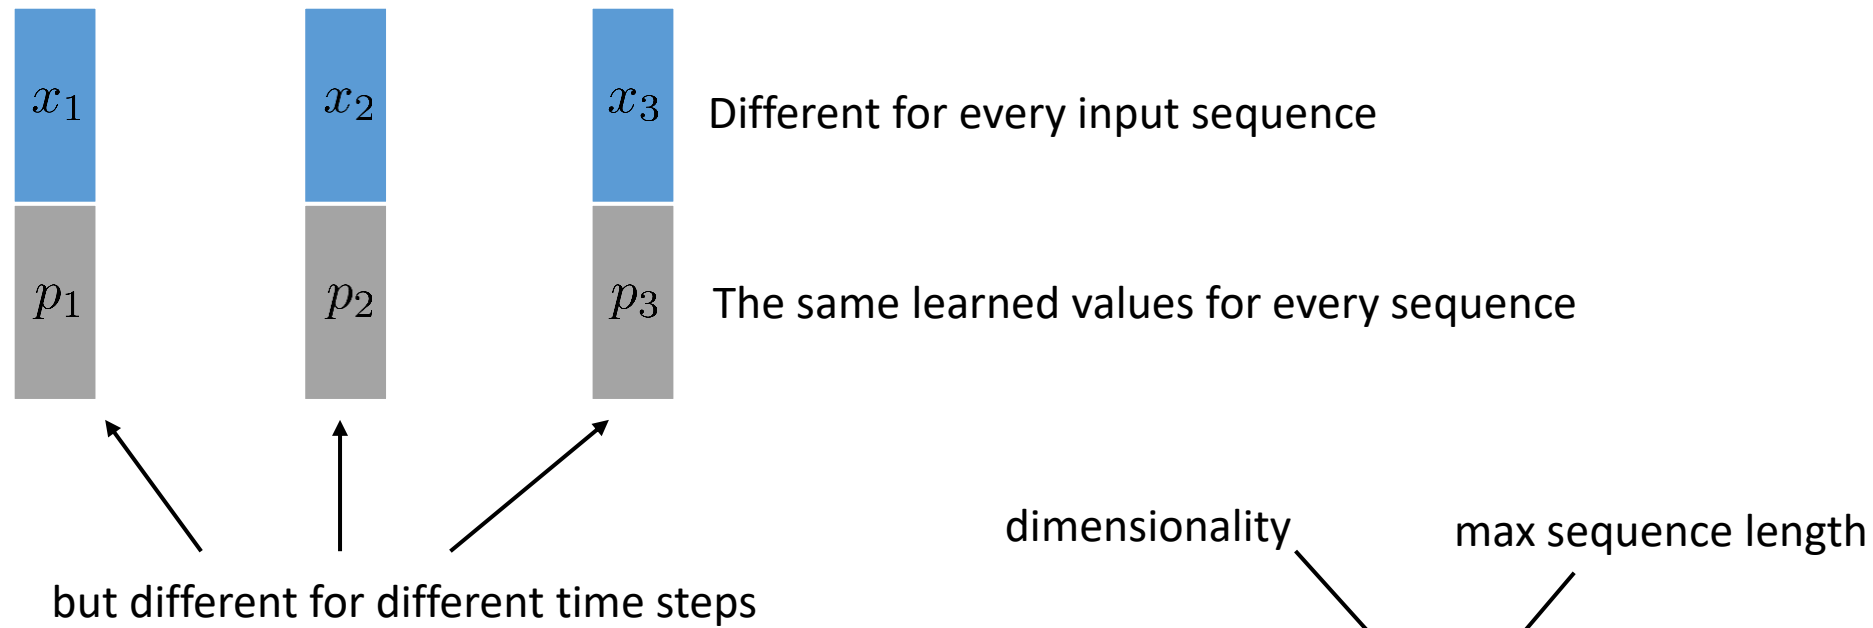 x1 x2 x3 Different for every input sequence
p1 p2 p3 The same learned values for every sequence
dimensionality max sequence length
but different for different time steps